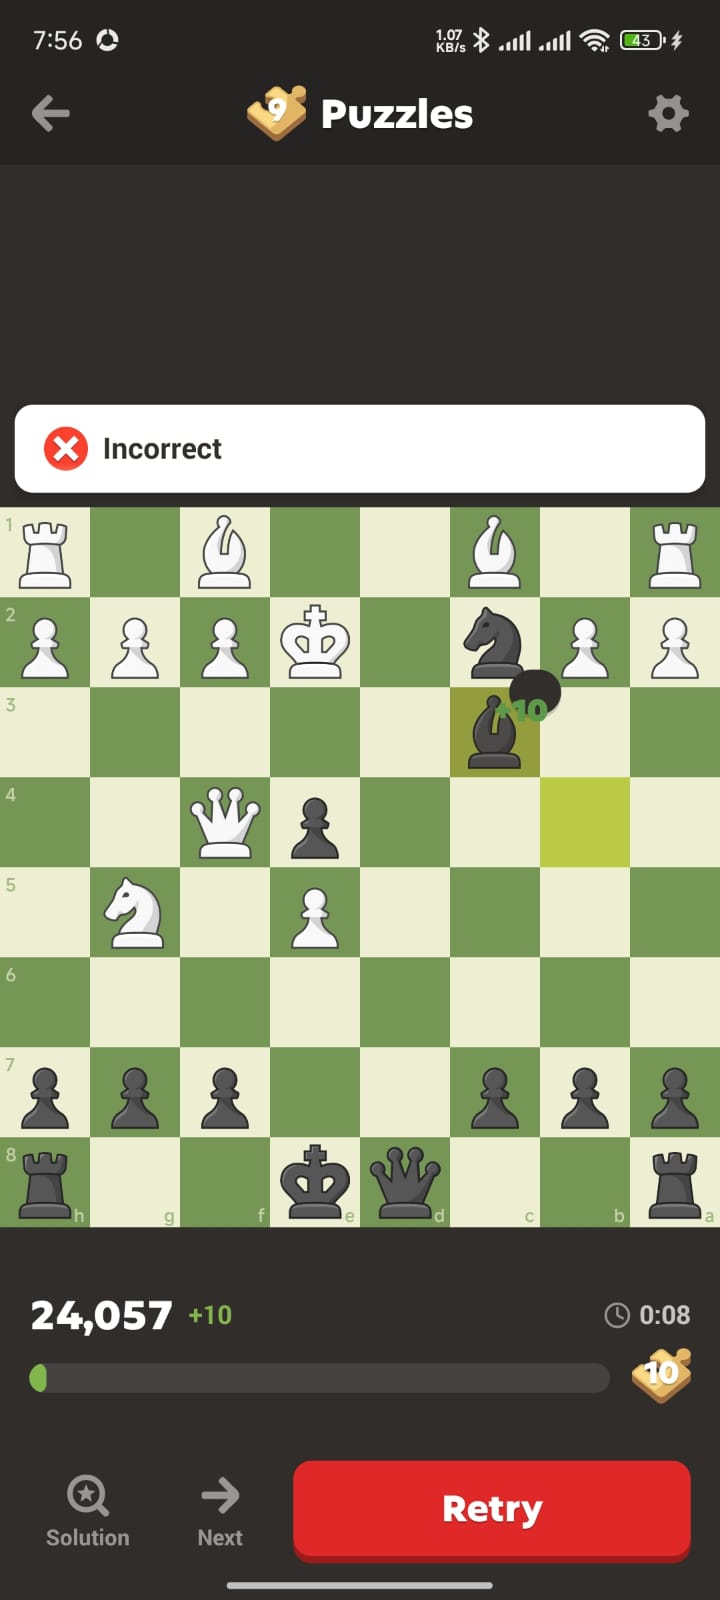 7:56 1.07 KB/s 43
9 Puzzles
Incorrect
1
2
3
+10
4
5
6
7
8 h g f e d c b a
24,057 +10 0:08
10
Solution Next Retry